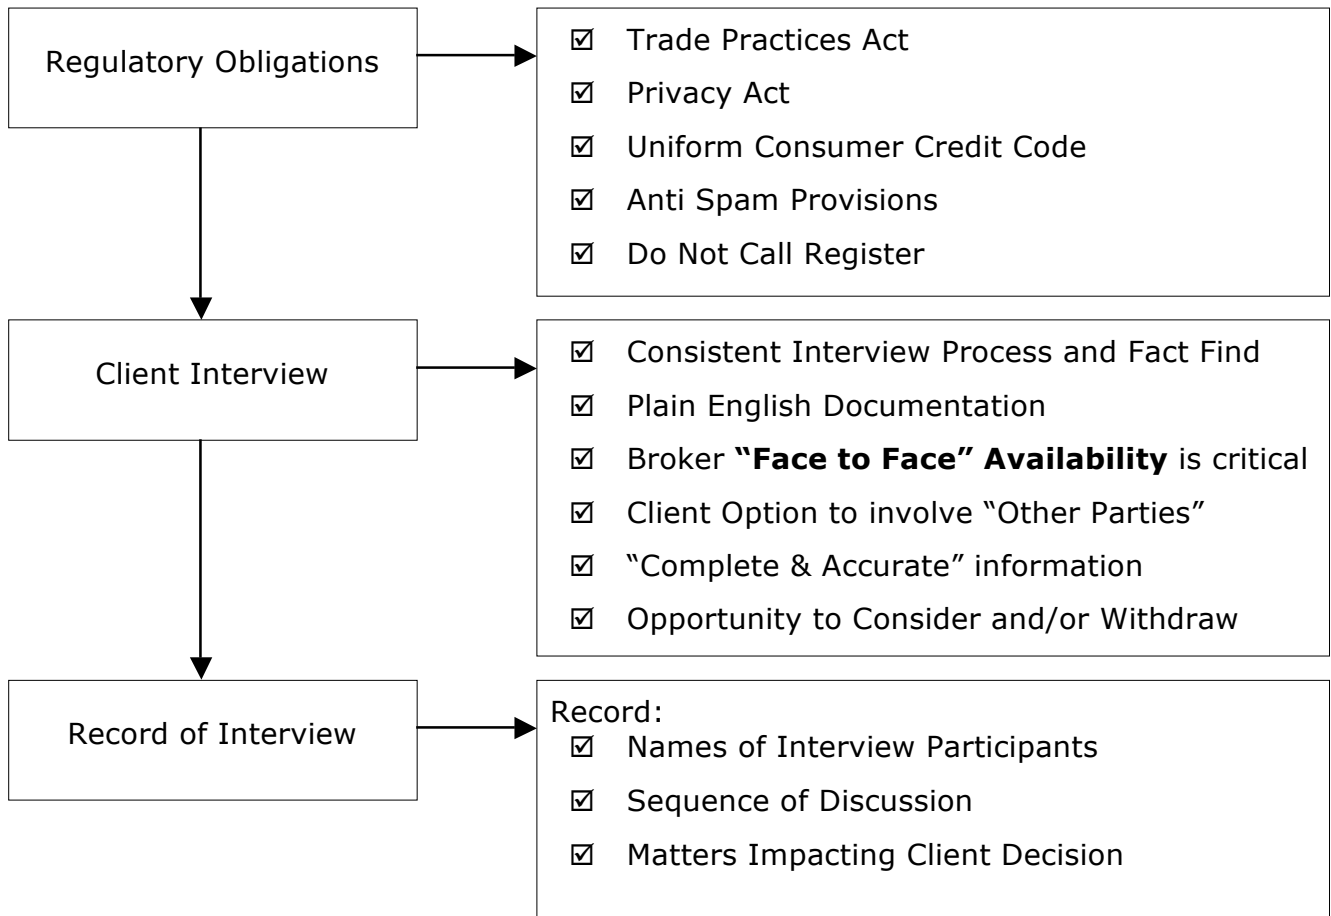 Regulatory Obligations
☑ Trade Practices Act
☑ Privacy Act
☑ Uniform Consumer Credit Code
☑ Anti Spam Provisions
☑ Do Not Call Register
Client Interview
☑ Consistent Interview Process and Fact Find
☑ Plain English Documentation
☑ Broker “Face to Face” Availability is critical
☑ Client Option to involve “Other Parties”
☑ “Complete & Accurate” information
☑ Opportunity to Consider and/or Withdraw
Record of Interview
Record:
☑ Names of Interview Participants
☑ Sequence of Discussion
☑ Matters Impacting Client Decision